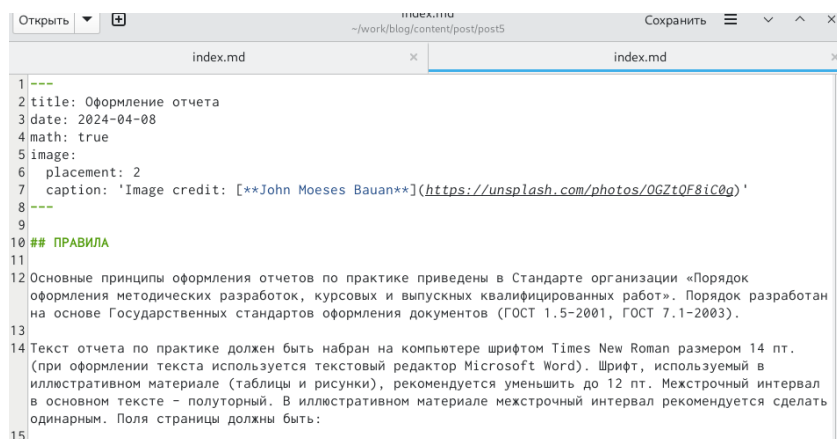 Открыть
index.md
~/work/blog/content/post/post5
Сохранить
index.md
index.md
1 ---
2 title: Оформление отчета
3 date: 2024-04-08
4 math: true
5 image:
6   placement: 2
7   caption: 'Image credit: [**John Moeses Bauan**](https://unsplash.com/photos/OGZtQF8iC0g)'
8 ---
9
10 ## ПРАВИЛА
11
12 Основные принципы оформления отчетов по практике приведены в Стандарте организации «Порядок
оформления методических разработок, курсовых и выпускных квалифицированных работ». Порядок разработан
на основе Государственных стандартов оформления документов (ГОСТ 1.5-2001, ГОСТ 7.1-2003).
13
14 Текст отчета по практике должен быть набран на компьютере шрифтом Times New Roman размером 14 пт.
(при оформлении текста используется текстовый редактор Microsoft Word). Шрифт, используемый в
иллюстративном материале (таблицы и рисунки), рекомендуется уменьшить до 12 пт. Межстрочный интервал
в основном тексте - полуторный. В иллюстративном материале межстрочный интервал рекомендуется сделать
одинарным. Поля страницы должны быть:
15